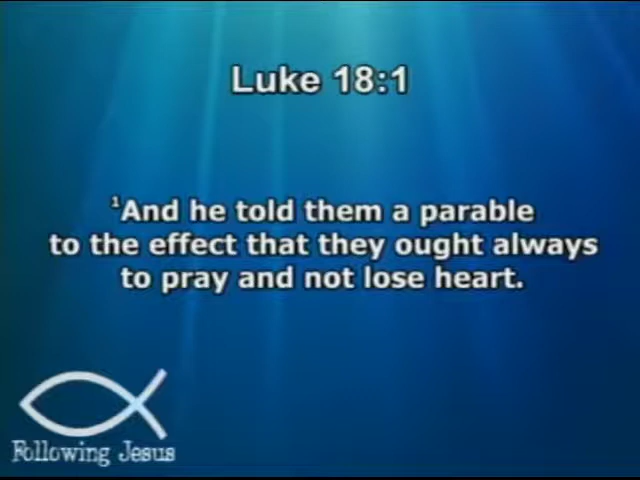 Luke 18:1
¹And he told them a parable
to the effect that they ought always
to pray and not lose heart.
Following Jesus